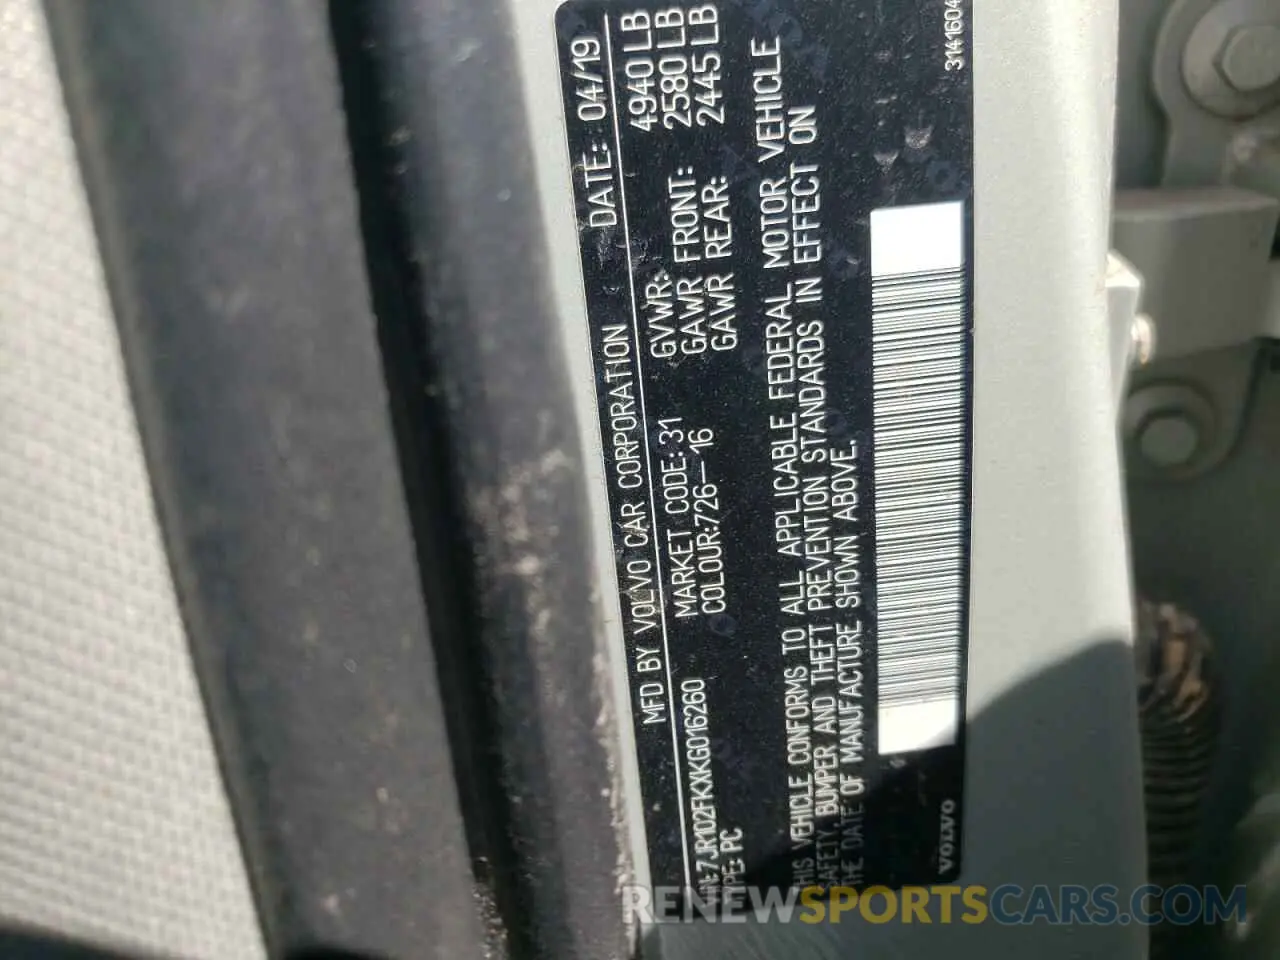 MFD BY VOLVO CAR CORPORATION DATE: 04/19
7JR102FKXKG016260 MARKET CODE: 31 GVWR: 4940 LB
TYPE: PC COLOUR:726-16 GAWR FRONT: 2580 LB
GAWR REAR: 2445 LB
THIS VEHICLE CONFORMS TO ALL APPLICABLE FEDERAL MOTOR VEHICLE
SAFETY, BUMPER AND THEFT PREVENTION STANDARDS IN EFFECT ON
THE DATE OF MANUFACTURE SHOWN ABOVE.
VOLVO
3141604
RENEWSPORTSCARS.COM